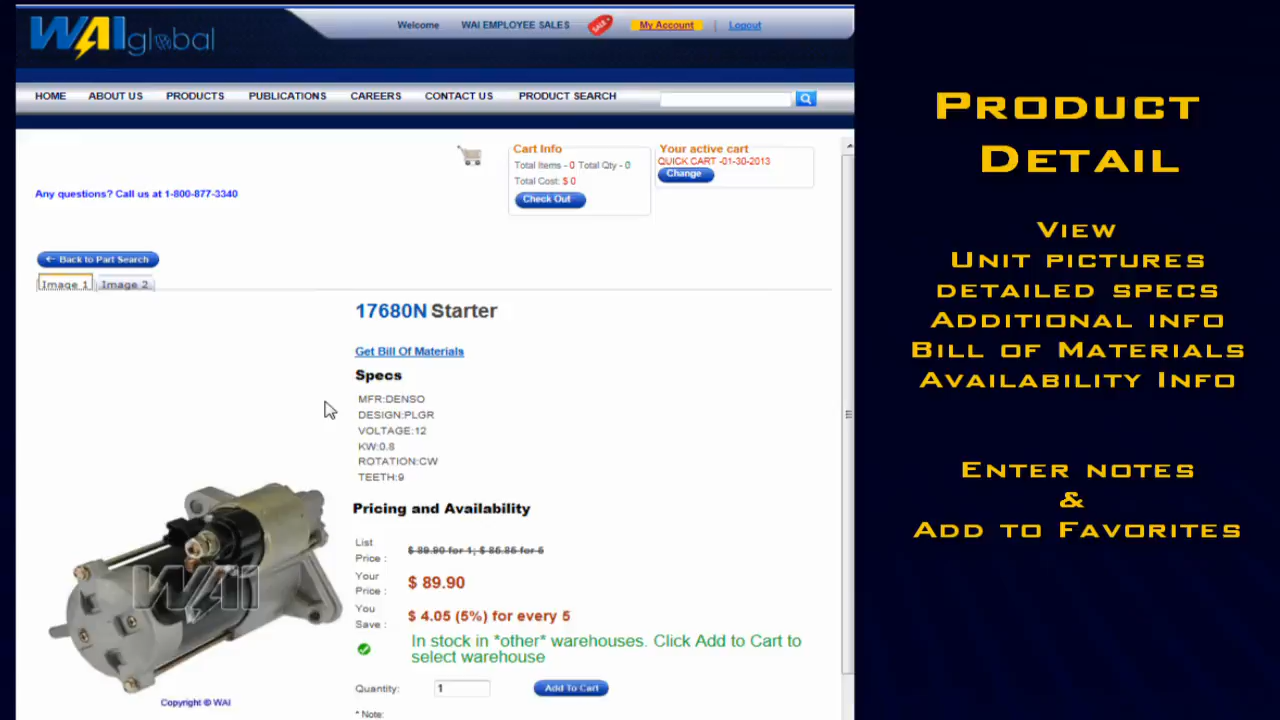 WAIglobal
Welcome WAI EMPLOYEE SALES SALE My Account | Logout
HOME ABOUT US PRODUCTS PUBLICATIONS CAREERS CONTACT US PRODUCT SEARCH
Cart Info
Total Items - 0 Total Qty - 0
Total Cost: $ 0
Check Out
Your active cart
QUICK CART -01-30-2013
Change
Any questions? Call us at 1-800-877-3340
← Back to Part Search
Image 1 Image 2
17680N Starter
Get Bill Of Materials
Specs
MFR:DENSO
DESIGN:PLGR
VOLTAGE:12
KW:0.8
ROTATION:CW
TEETH:9
Pricing and Availability
List
Price :
$ 89.90 for 1; $ 85.85 for 5
Your
Price :
$ 89.90
You
Save :
$ 4.05 (5%) for every 5
In stock in *other* warehouses. Click Add to Cart to
select warehouse
Quantity: 1 Add To Cart
* Note:
WAI
Copyright © WAI
PRODUCT
DETAIL
VIEW
UNIT PICTURES
DETAILED SPECS
ADDITIONAL INFO
BILL OF MATERIALS
AVAILABILITY INFO
ENTER NOTES
&
ADD TO FAVORITES